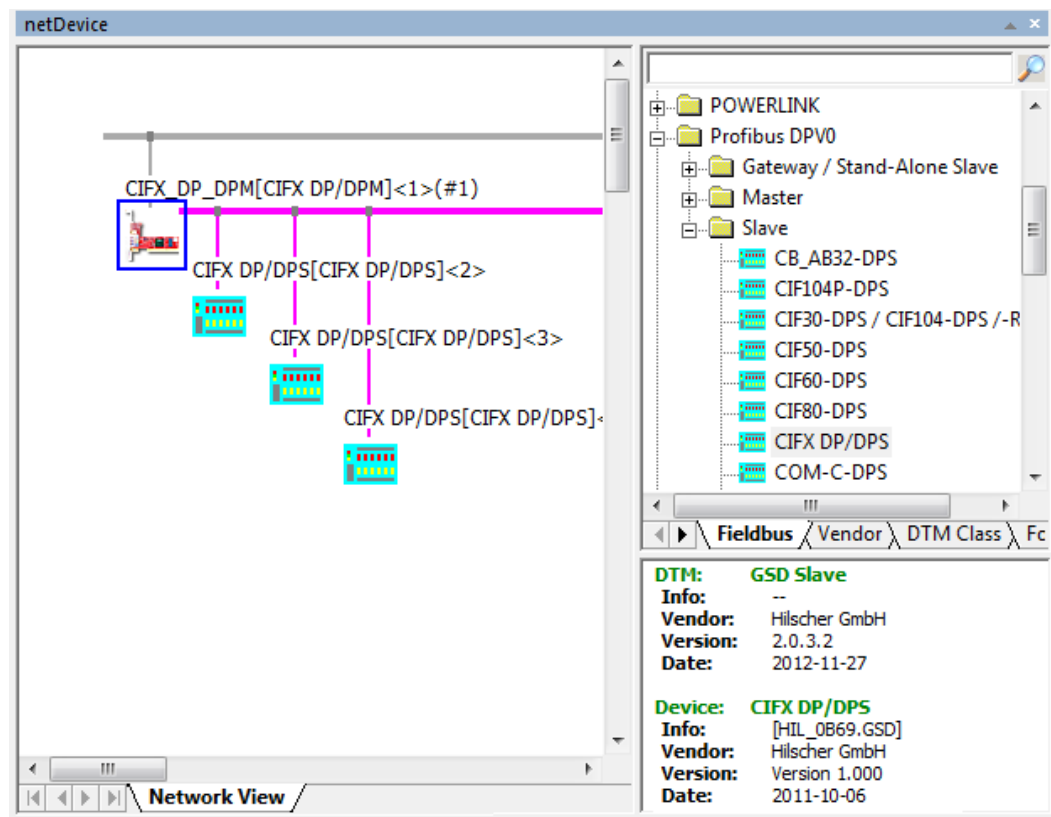 netDevice
CIFX_DP_DPM[CIFX DP/DPM]<1>(#1)
CIFX DP/DPS[CIFX DP/DPS]<2>
CIFX DP/DPS[CIFX DP/DPS]<3>
CIFX DP/DPS[CIFX DP/DPS]<
Network View
POWERLINK
Profibus DPV0
Gateway / Stand-Alone Slave
Master
Slave
CB_AB32-DPS
CIF104P-DPS
CIF30-DPS / CIF104-DPS /-R
CIF50-DPS
CIF60-DPS
CIF80-DPS
CIFX DP/DPS
COM-C-DPS
Fieldbus Vendor DTM Class Fc
DTM: GSD Slave
Info: --
Vendor: Hilscher GmbH
Version: 2.0.3.2
Date: 2012-11-27
Device: CIFX DP/DPS
Info: [HIL_0B69.GSD]
Vendor: Hilscher GmbH
Version: Version 1.000
Date: 2011-10-06